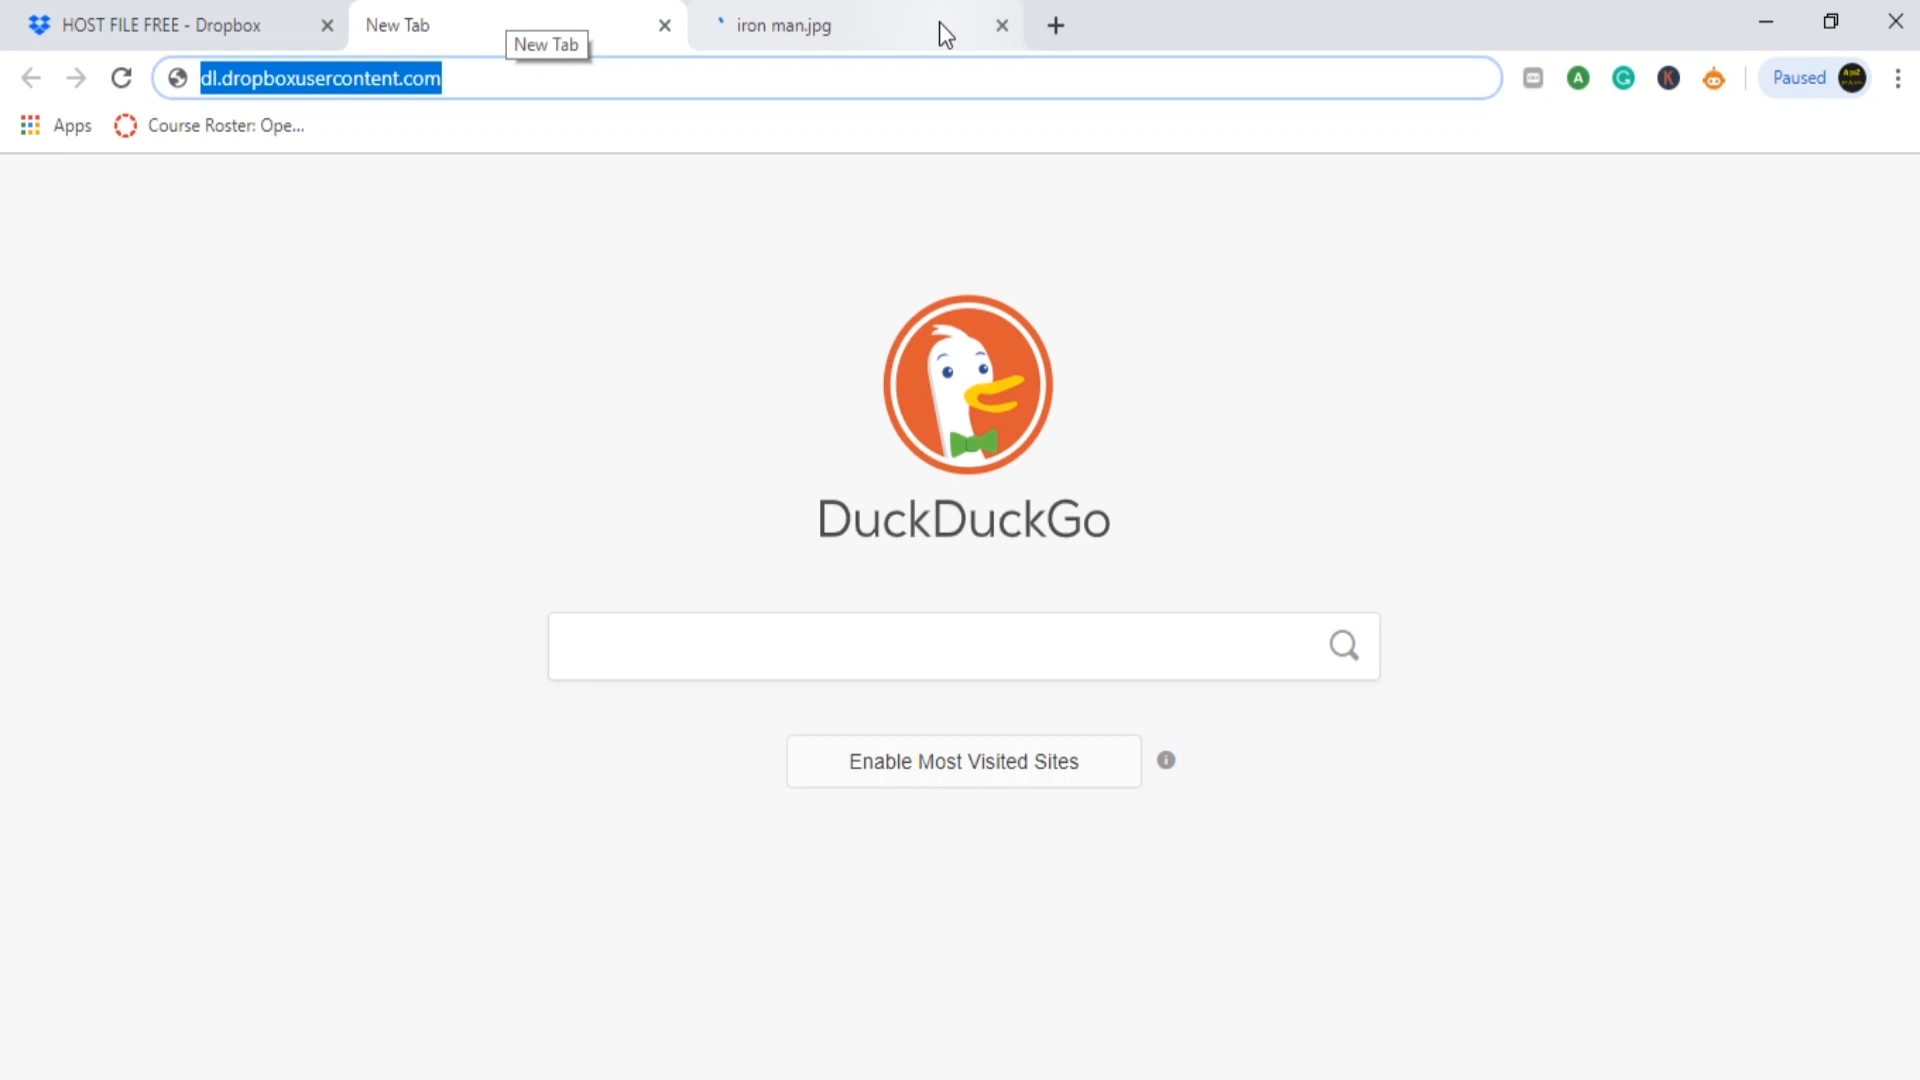 HOST FILE FREE - Dropbox
New Tab
iron man.jpg
New Tab
dl.dropboxusercontent.com
Paused
Apps
Course Roster: Ope...
DuckDuckGo
Enable Most Visited Sites